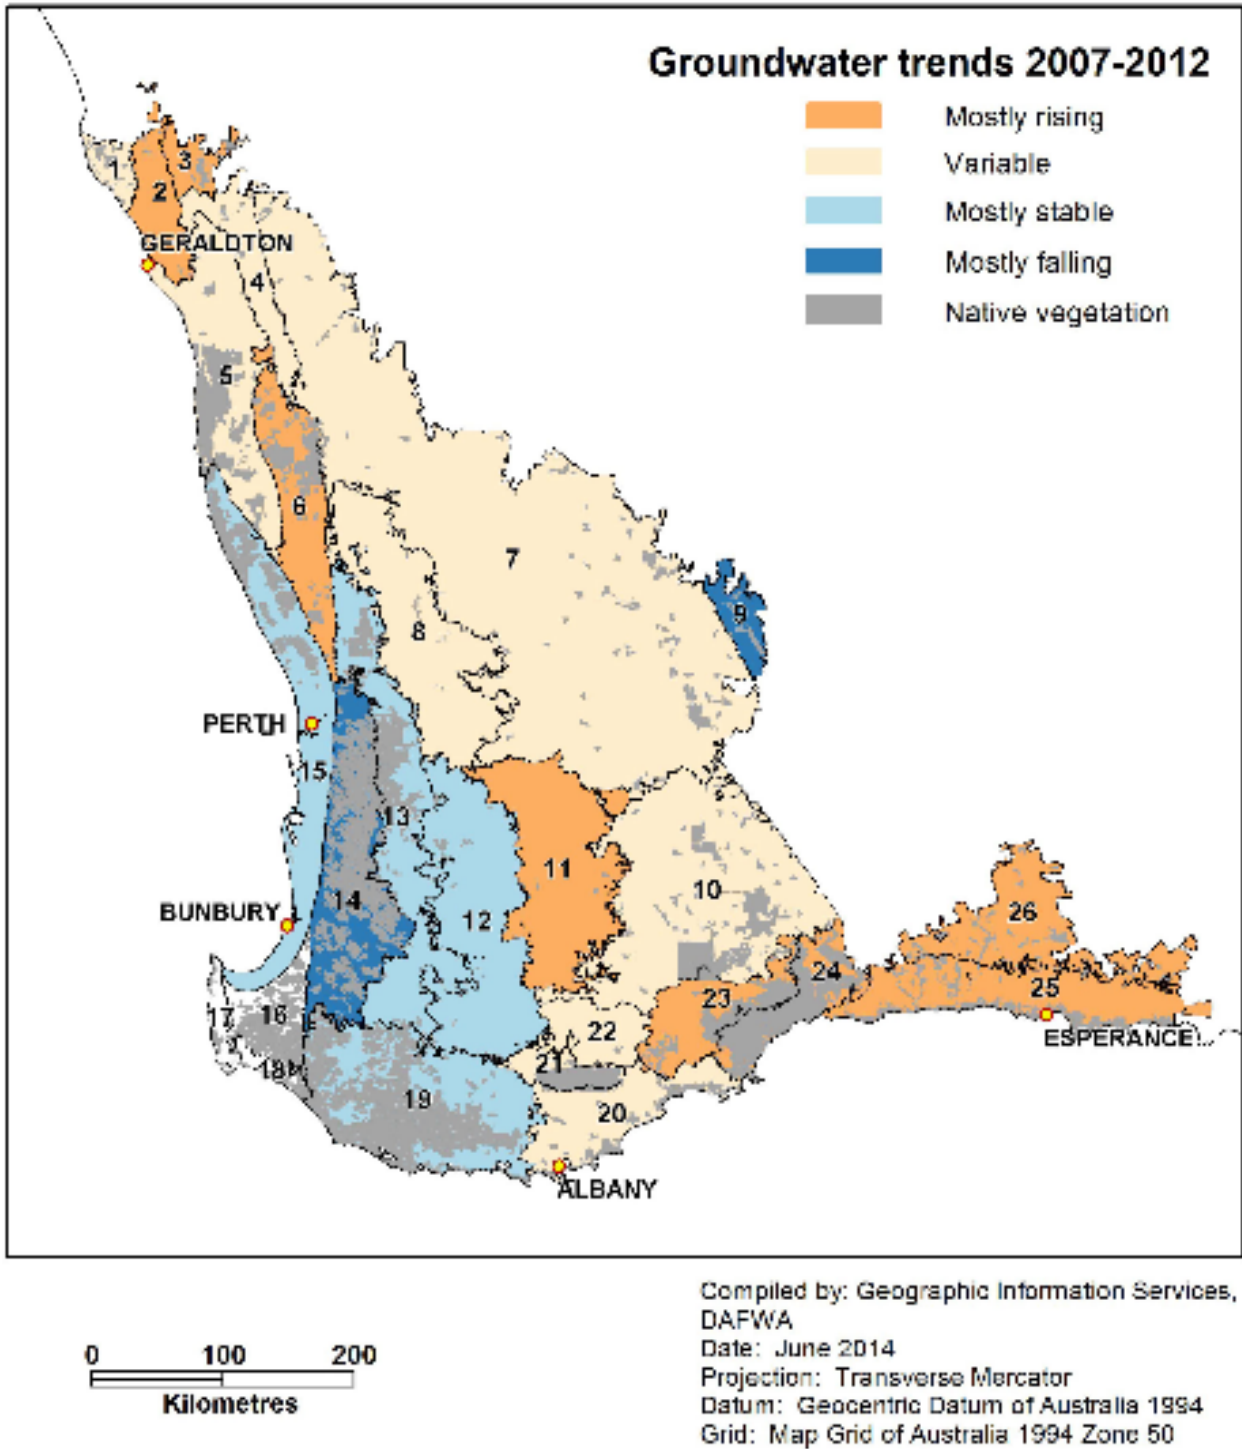 Groundwater trends 2007-2012
Mostly rising
Variable
Mostly stable
Mostly falling
Native vegetation
1
3
2
GERALDTON
4
5
6
7
8
9
PERTH
15
13
11
10
14
BUNBURY
12
26
24
25
23
17
16
22
ESPERANCE
21
18
19
20
ALBANY
Compiled by: Geographic Information Services,
DAFWA
Date: June 2014
Projection: Transverse Mercator
Datum: Geocentric Datum of Australia 1994
Grid: Map Grid of Australia 1994 Zone 50
0 100 200
Kilometres